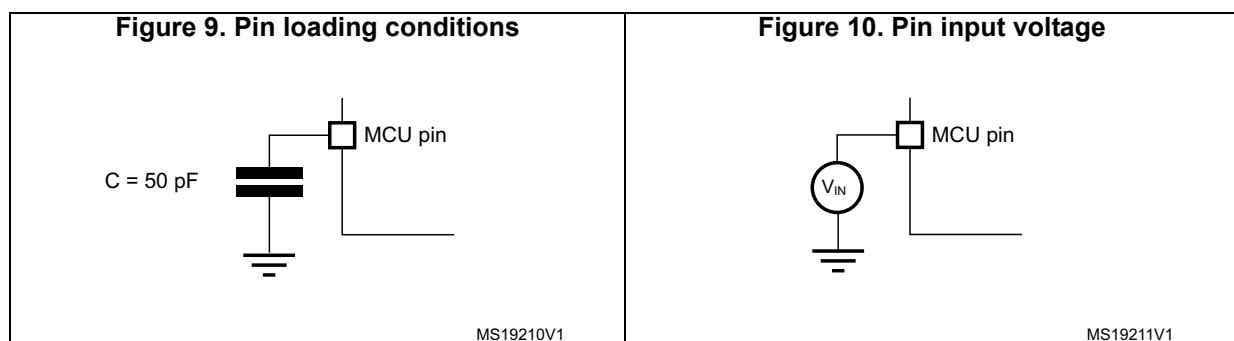 Figure 9. Pin loading conditions
MCU pin
C = 50 pF
MS19210V1
Figure 10. Pin input voltage
MCU pin
VIN
MS19211V1